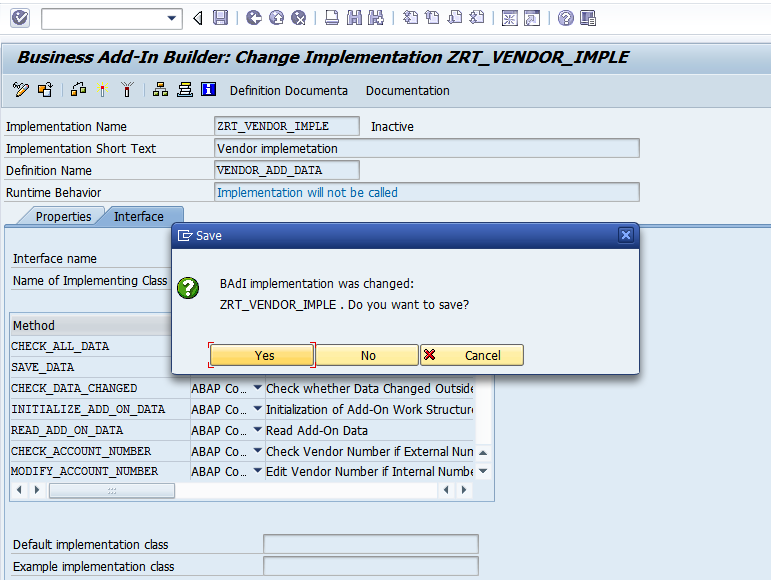 Business Add-In Builder: Change Implementation ZRT_VENDOR_IMPLE
Definition Documenta Documentation
Implementation Name ZRT_VENDOR_IMPLE Inactive
Implementation Short Text Vendor implemetation
Definition Name VENDOR_ADD_DATA
Runtime Behavior Implementation will not be called
Properties Interface
Save
Interface name
Name of Implementing Class
BAdI implementation was changed:
ZRT_VENDOR_IMPLE . Do you want to save?
Yes No Cancel
Method
CHECK_ALL_DATA
SAVE_DATA
CHECK_DATA_CHANGED ABAP Co... Check whether Data Changed Outside
INITIALIZE_ADD_ON_DATA ABAP Co... Initialization of Add-On Work Structure
READ_ADD_ON_DATA ABAP Co... Read Add-On Data
CHECK_ACCOUNT_NUMBER ABAP Co... Check Vendor Number if External Num
MODIFY_ACCOUNT_NUMBER ABAP Co... Edit Vendor Number if Internal Numbe
Default implementation class
Example implementation class